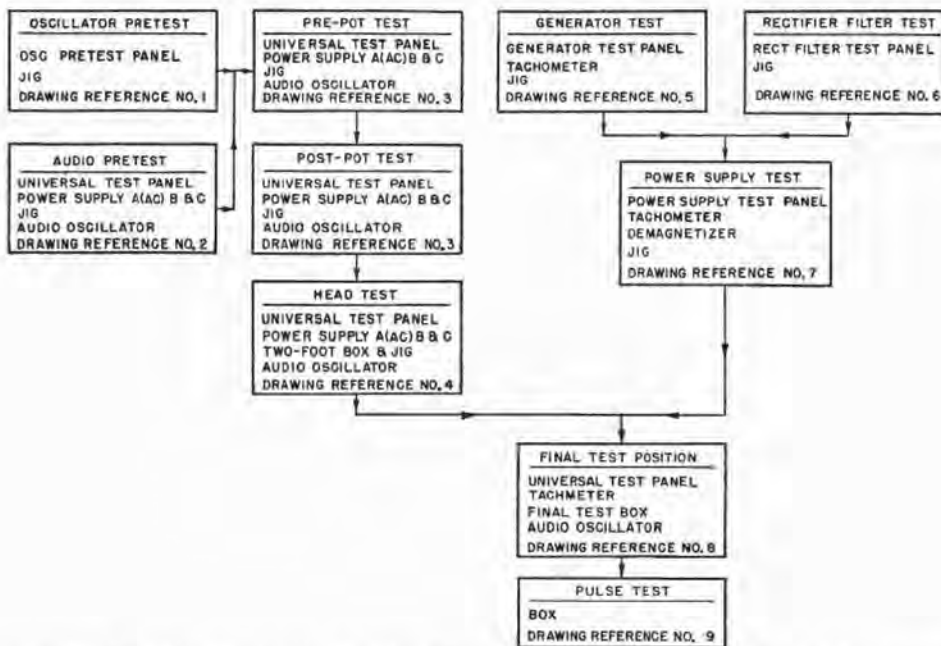 OSCILLATOR PRETEST
OSC PRETEST PANEL
JIG
DRAWING REFERENCE NO. 1
PRE-POT TEST
UNIVERSAL TEST PANEL
POWER SUPPLY A(AC) B & C
JIG
AUDIO OSCILLATOR
DRAWING REFERENCE NO. 3
GENERATOR TEST
GENERATOR TEST PANEL
TACHOMETER
JIG
DRAWING REFERENCE NO. 5
RECTIFIER FILTER TEST
RECT FILTER TEST PANEL
JIG
DRAWING REFERENCE NO. 6
AUDIO PRETEST
UNIVERSAL TEST PANEL
POWER SUPPLY A(AC) B & C
JIG
AUDIO OSCILLATOR
DRAWING REFERENCE NO. 2
POST-POT TEST
UNIVERSAL TEST PANEL
POWER SUPPLY A(AC) B & C
JIG
AUDIO OSCILLATOR
DRAWING REFERENCE NO. 3
POWER SUPPLY TEST
POWER SUPPLY TEST PANEL
TACHOMETER
DEMAGNETIZER
JIG
DRAWING REFERENCE NO. 7
HEAD TEST
UNIVERSAL TEST PANEL
POWER SUPPLY A(AC) B & C
TWO-FOOT BOX & JIG
AUDIO OSCILLATOR
DRAWING REFERENCE NO. 4
FINAL TEST POSITION
UNIVERSAL TEST PANEL
TACHMETER
FINAL TEST BOX
AUDIO OSCILLATOR
DRAWING REFERENCE NO. 8
PULSE TEST
BOX
DRAWING REFERENCE NO. 9